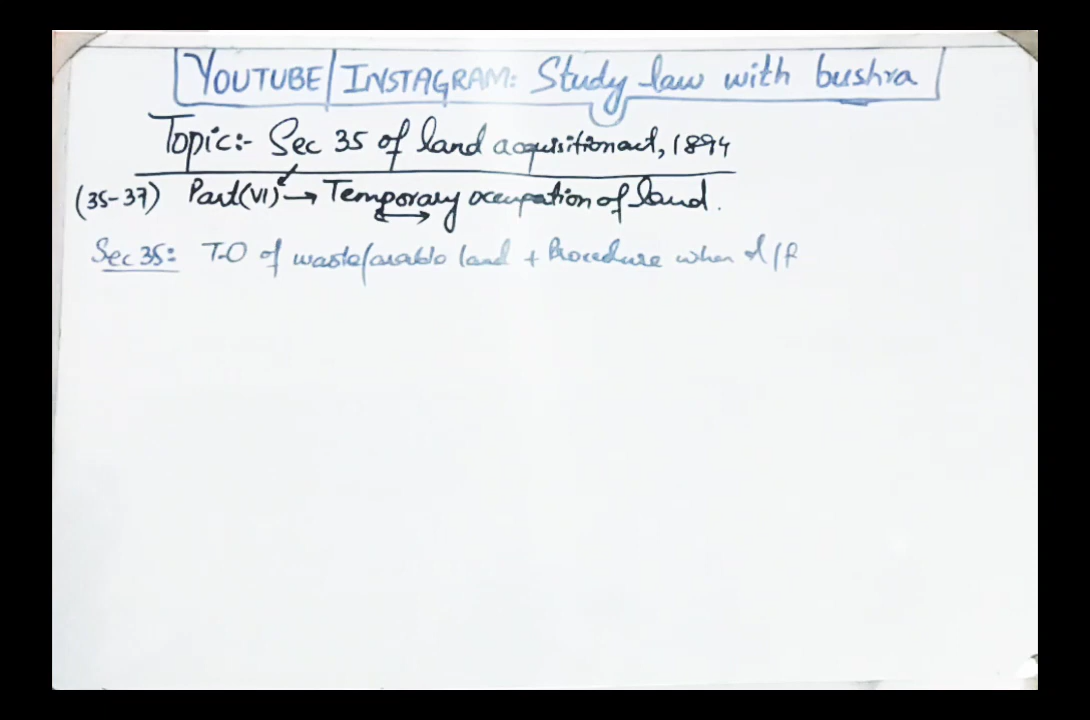 YOUTUBE/INSTAGRAM: Study law with bushra
Topic:- Sec 35 of land acquisition act, 1894
(35-37) Part(VI) → Temporary occupation of land.
Sec 35: T-O of waste/arable land + Procedure when